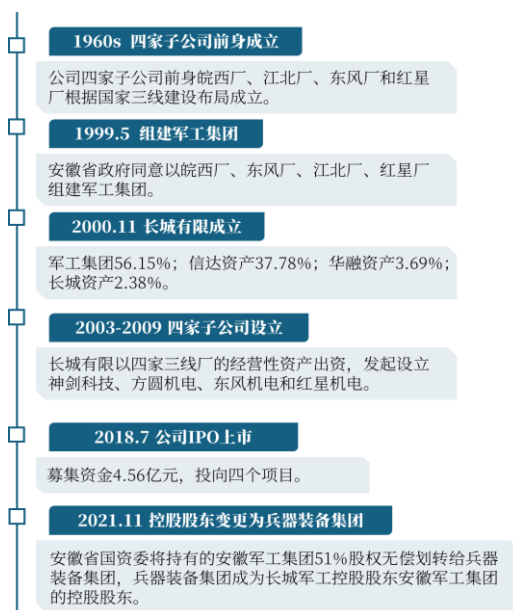 1960s 四家子公司前身成立
公司四家子公司前身皖西厂、江北厂、东风厂和红星
厂根据国家三线建设布局成立。
1999.5 组建军工集团
安徽省政府同意以皖西厂、东风厂、江北厂、红星厂
组建军工集团。
2000.11 长城有限成立
军工集团56.15%；信达资产37.78%；华融资产3.69%；
长城资产2.38%。
2003-2009 四家子公司设立
长城有限以四家三线厂的经营性资产出资，发起设立
神剑科技、方圆机电、东风机电和红星机电。
2018.7 公司IPO上市
募集资金4.56亿元，投向四个项目。
2021.11 控股股东变更为兵器装备集团
安徽省国资委将持有的安徽军工集团51%股权无偿划转给兵器
装备集团，兵器装备集团成为长城军工控股股东安徽军工集团
的控股股东。